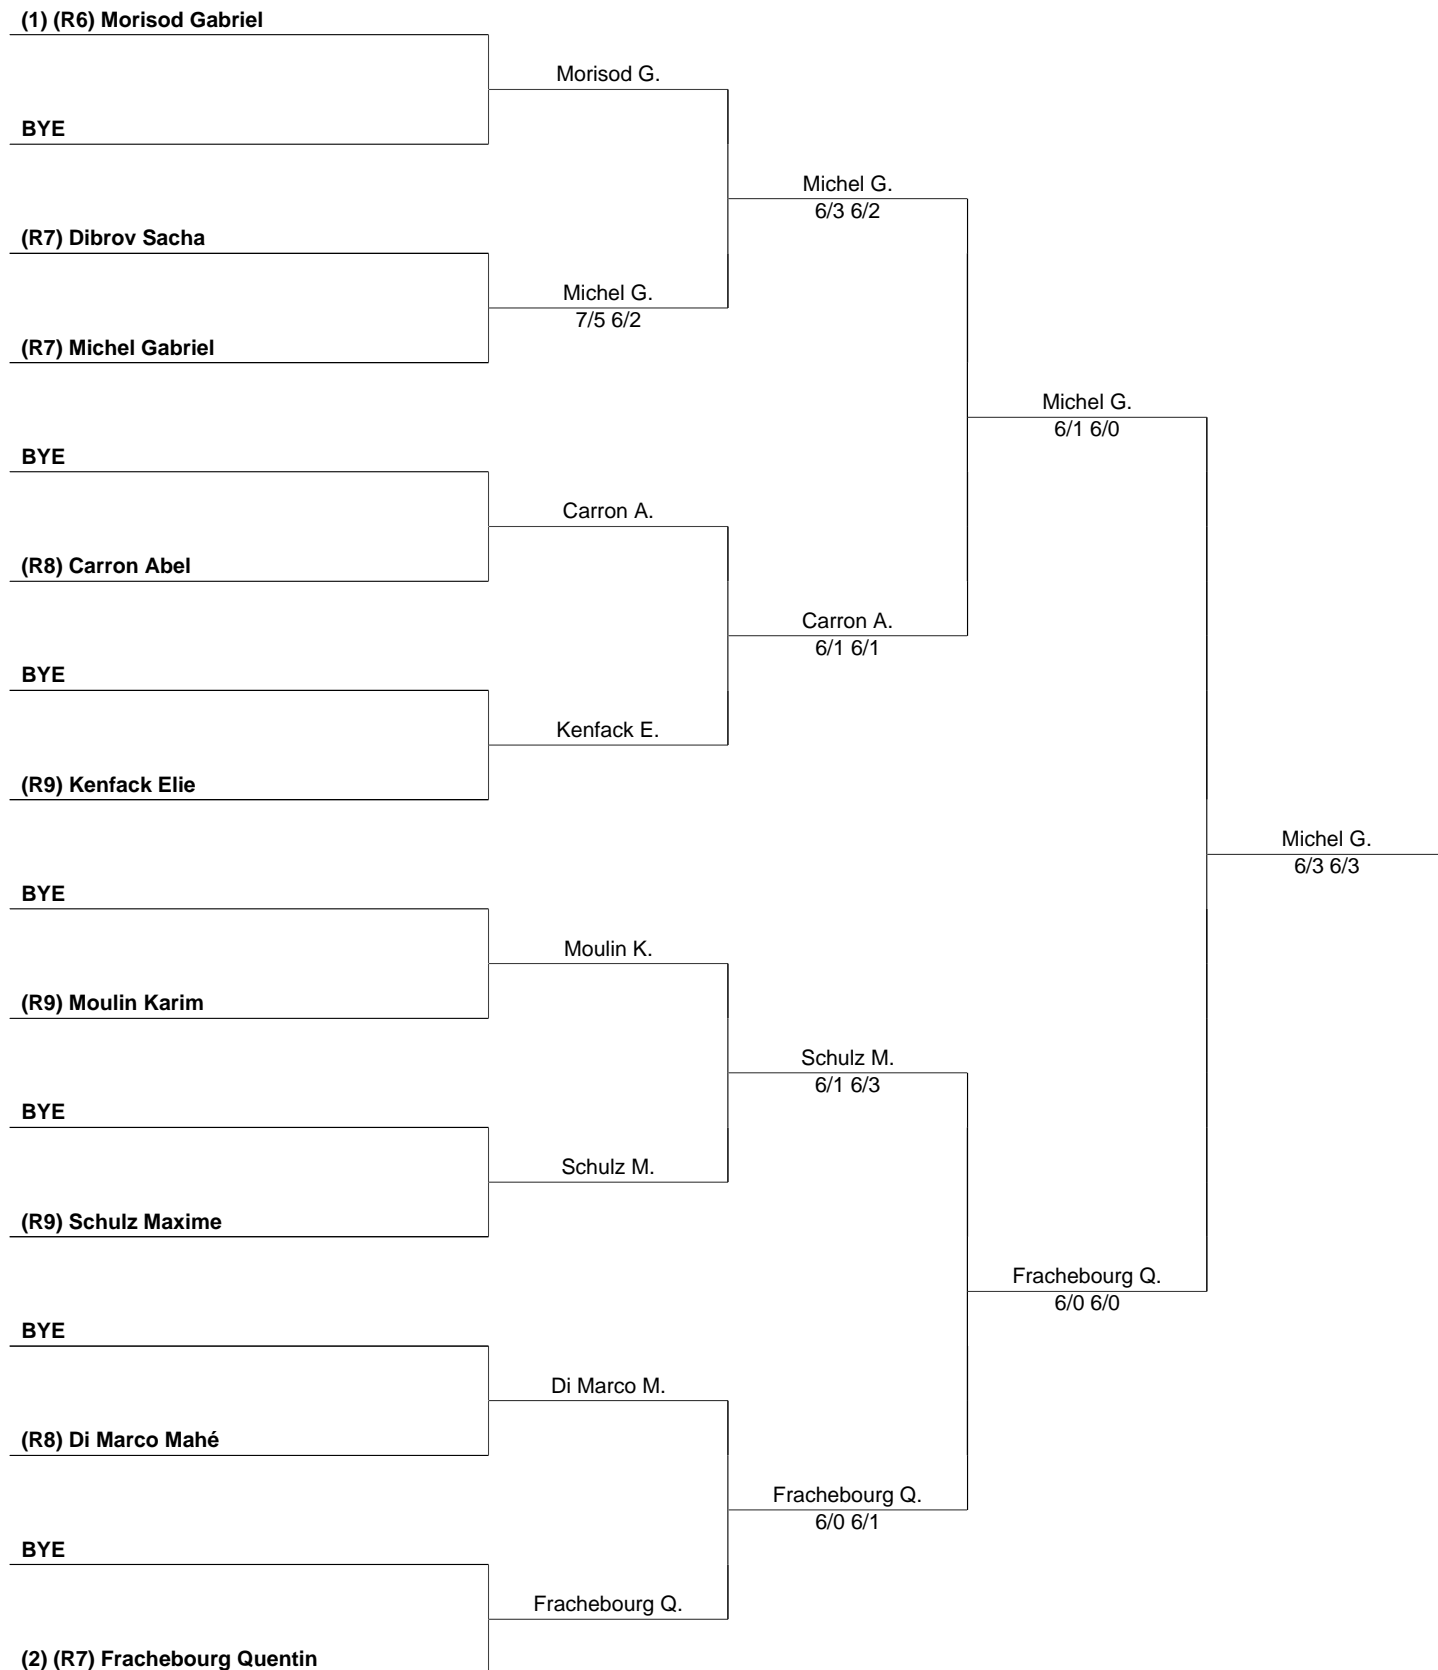 (1) (R6) Morisod Gabriel
Morisod G.
BYE
Michel G.
6/3 6/2
(R7) Dibrov Sacha
Michel G.
7/5 6/2
(R7) Michel Gabriel
Michel G.
6/1 6/0
BYE
Carron A.
(R8) Carron Abel
Carron A.
6/1 6/1
BYE
Kenfack E.
(R9) Kenfack Elie
Michel G.
6/3 6/3
BYE
Moulin K.
(R9) Moulin Karim
Schulz M.
6/1 6/3
BYE
Schulz M.
(R9) Schulz Maxime
Frachebourg Q.
6/0 6/0
BYE
Di Marco M.
(R8) Di Marco Mahé
Frachebourg Q.
6/0 6/1
BYE
Frachebourg Q.
(2) (R7) Frachebourg Quentin